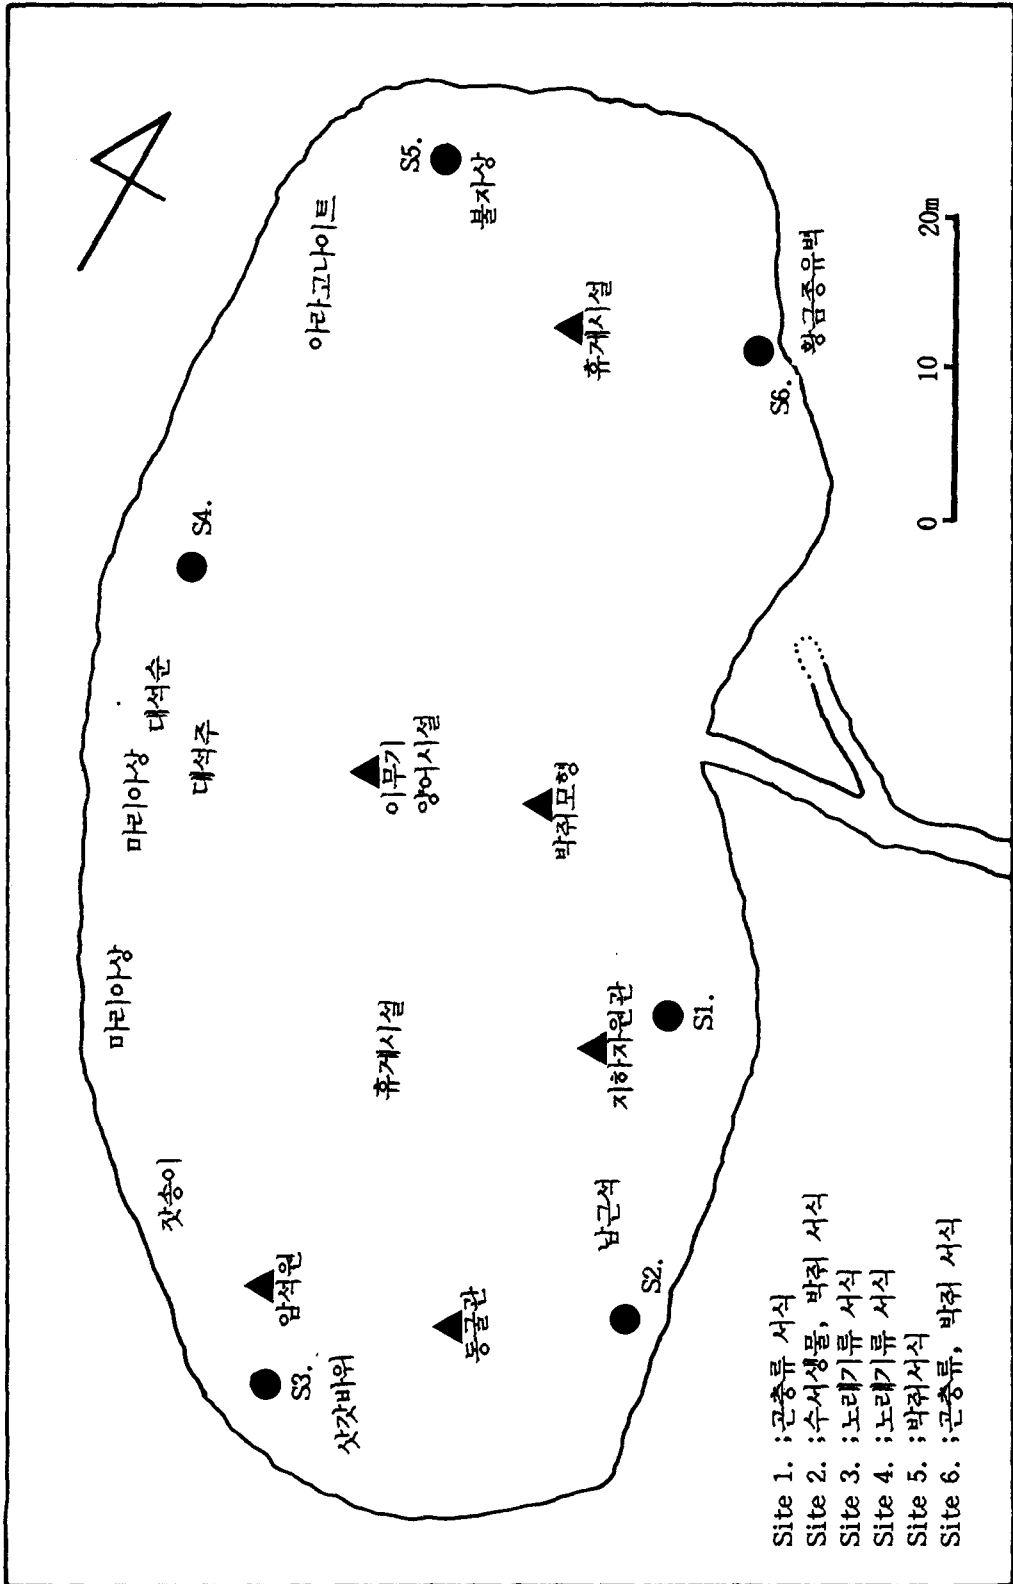 S5.
불자상
아라고나이트
휴게시설
황금종유벽
S6.
0 10 20m
S4.
대석순
대석주
마리아상
이무기
양어시설
박쥐모형
마리아상
휴게시설
지하자원관
S1.
잣송이
암석원
S3.
삿갓바위
동굴관
남근석
S2.
Site 1. ;곤충류 서식
Site 2. ;수서생물, 박쥐 서식
Site 3. ;노래기류 서식
Site 4. ;노래기류 서식
Site 5. ;박쥐서식
Site 6. ;곤충류, 박쥐 서식